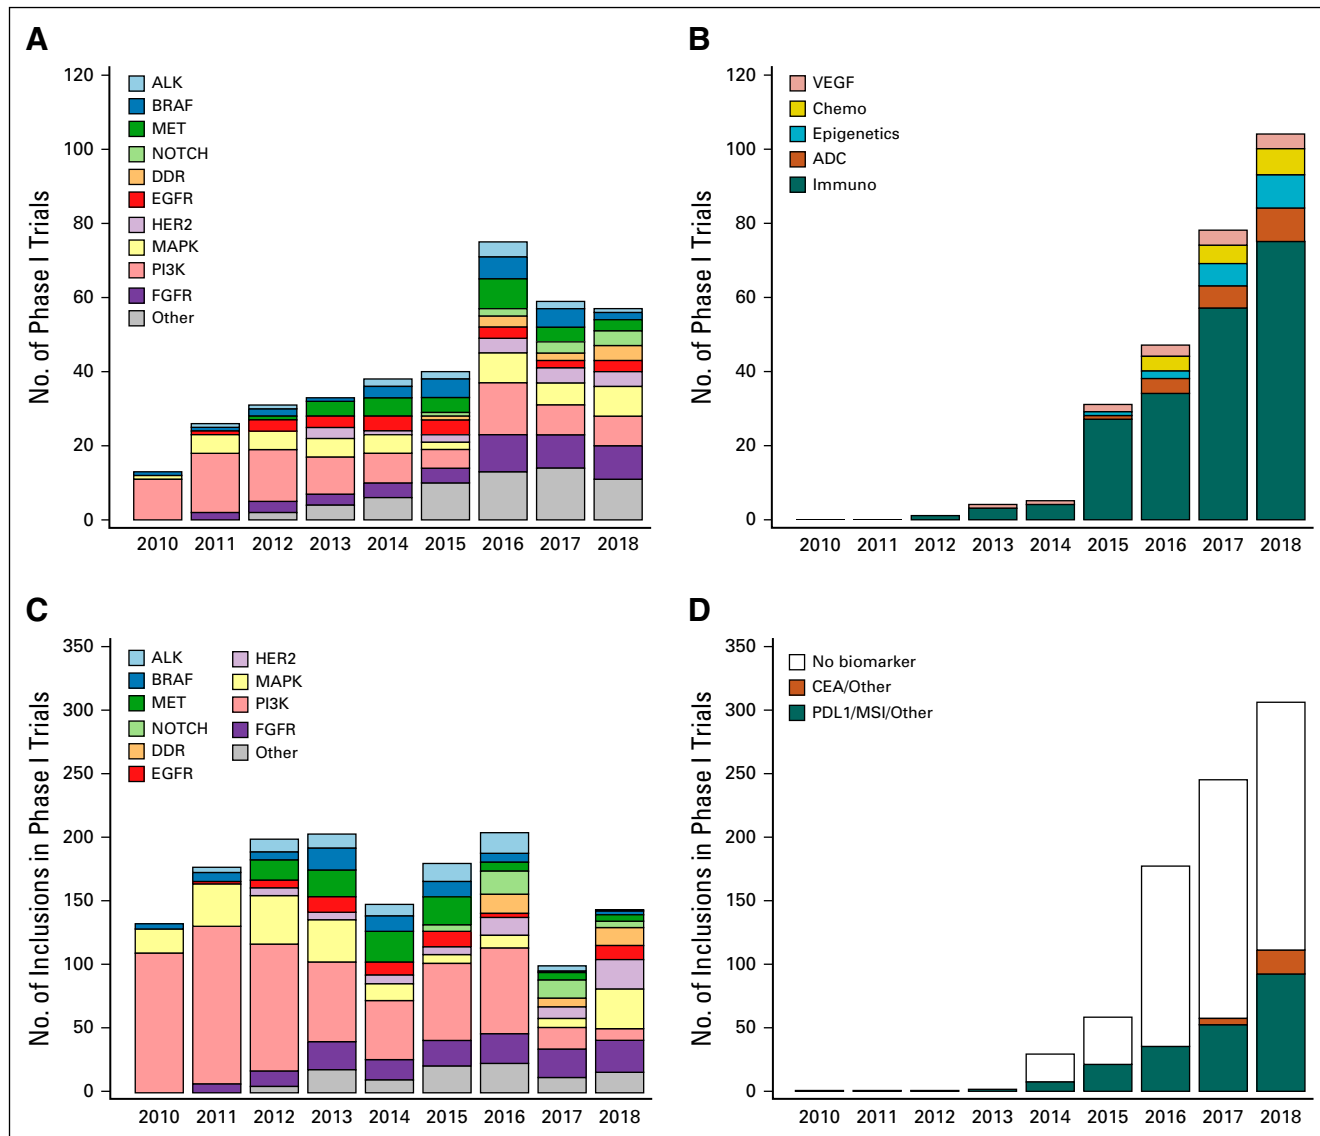 A
No. of Phase I Trials
120
100
80
60
40
20
0
ALK
BRAF
MET
NOTCH
DDR
EGFR
HER2
MAPK
PI3K
FGFR
Other
2010 2011 2012 2013 2014 2015 2016 2017 2018
B
No. of Phase I Trials
120
100
80
60
40
20
0
VEGF
Chemo
Epigenetics
ADC
Immuno
2010 2011 2012 2013 2014 2015 2016 2017 2018
C
No. of Inclusions in Phase I Trials
350
300
250
200
150
100
50
0
ALK
BRAF
MET
NOTCH
DDR
EGFR
HER2
MAPK
PI3K
FGFR
Other
2010 2011 2012 2013 2014 2015 2016 2017 2018
D
No. of Inclusions in Phase I Trials
350
300
250
200
150
100
50
0
No biomarker
CEA/Other
PDL1/MSI/Other
2010 2011 2012 2013 2014 2015 2016 2017 2018